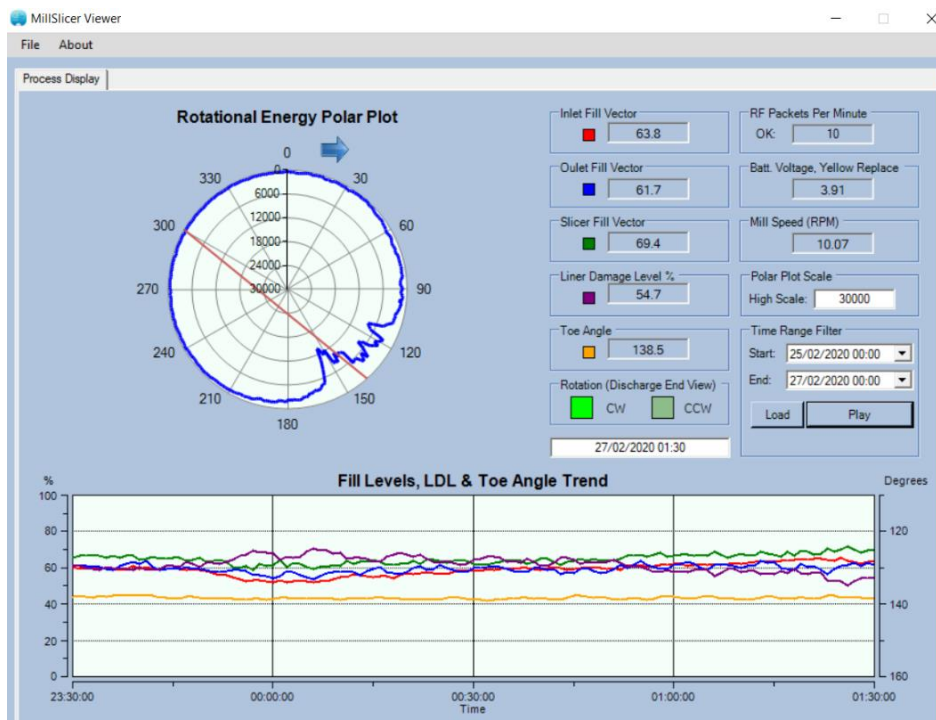 MillSlicer Viewer
File About
Process Display
Rotational Energy Polar Plot
0
30
60
90
120
150
180
210
240
270
300
330
0
6000
12000
18000
24000
30000
Inlet Fill Vector
63.8
Oulet Fill Vector
61.7
Slicer Fill Vector
69.4
Liner Damage Level %
54.7
Toe Angle
138.5
Rotation (Discharge End View)
CW CCW
27/02/2020 01:30
RF Packets Per Minute
OK: 10
Batt. Voltage, Yellow Replace
3.91
Mill Speed (RPM)
10.07
Polar Plot Scale
High Scale: 30000
Time Range Filter
Start: 25/02/2020 00:00
End: 27/02/2020 00:00
Load Play
Fill Levels, LDL & Toe Angle Trend
%
100
80
60
40
20
0
Degrees
120
140
160
23:30:00 00:00:00 00:30:00 01:00:00 01:30:00
Time